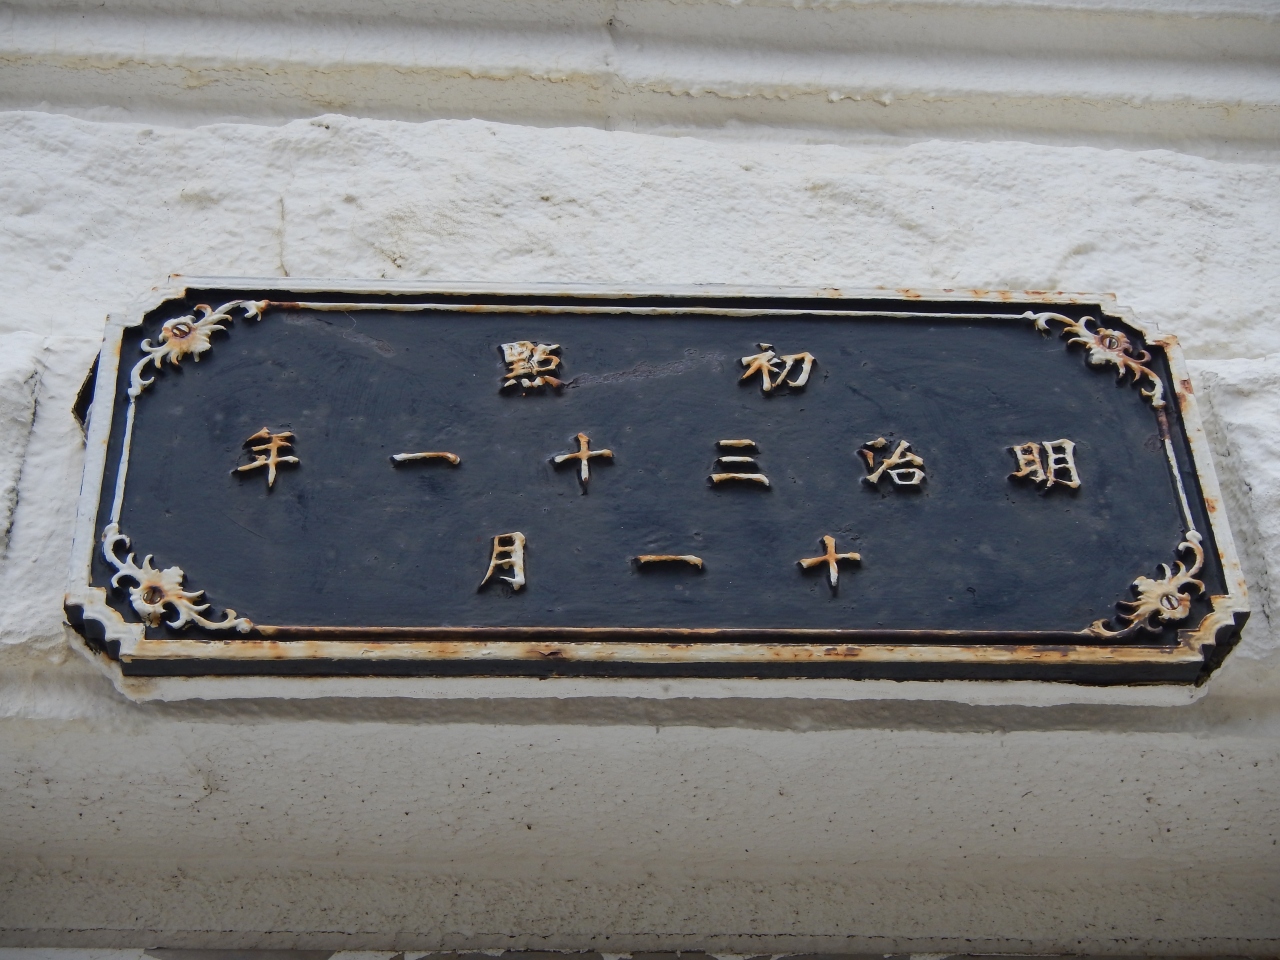 初點
明治三十一年
十一月